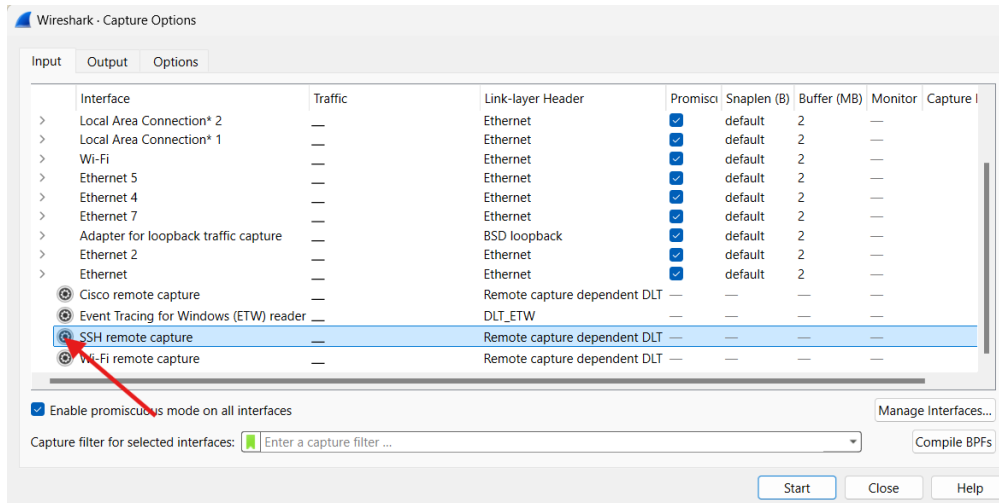 Wireshark · Capture Options
Input Output Options
Interface Traffic Link-layer Header Promisc Snaplen (B) Buffer (MB) Monitor Capture
Local Area Connection* 2 — Ethernet default 2 —
Local Area Connection* 1 — Ethernet default 2 —
Wi-Fi — Ethernet default 2 —
Ethernet 5 — Ethernet default 2 —
Ethernet 4 — Ethernet default 2 —
Ethernet 7 — Ethernet default 2 —
Adapter for loopback traffic capture — BSD loopback default 2 —
Ethernet 2 — Ethernet default 2 —
Ethernet — Ethernet default 2 —
Cisco remote capture — Remote capture dependent DLT — — — —
Event Tracing for Windows (ETW) reader — DLT_ETW — — — —
SSH remote capture — Remote capture dependent DLT — — — —
Wi-Fi remote capture — Remote capture dependent DLT — — — —
Enable promiscuous mode on all interfaces Manage Interfaces...
Capture filter for selected interfaces: Enter a capture filter ... Compile BPFs
Start Close Help